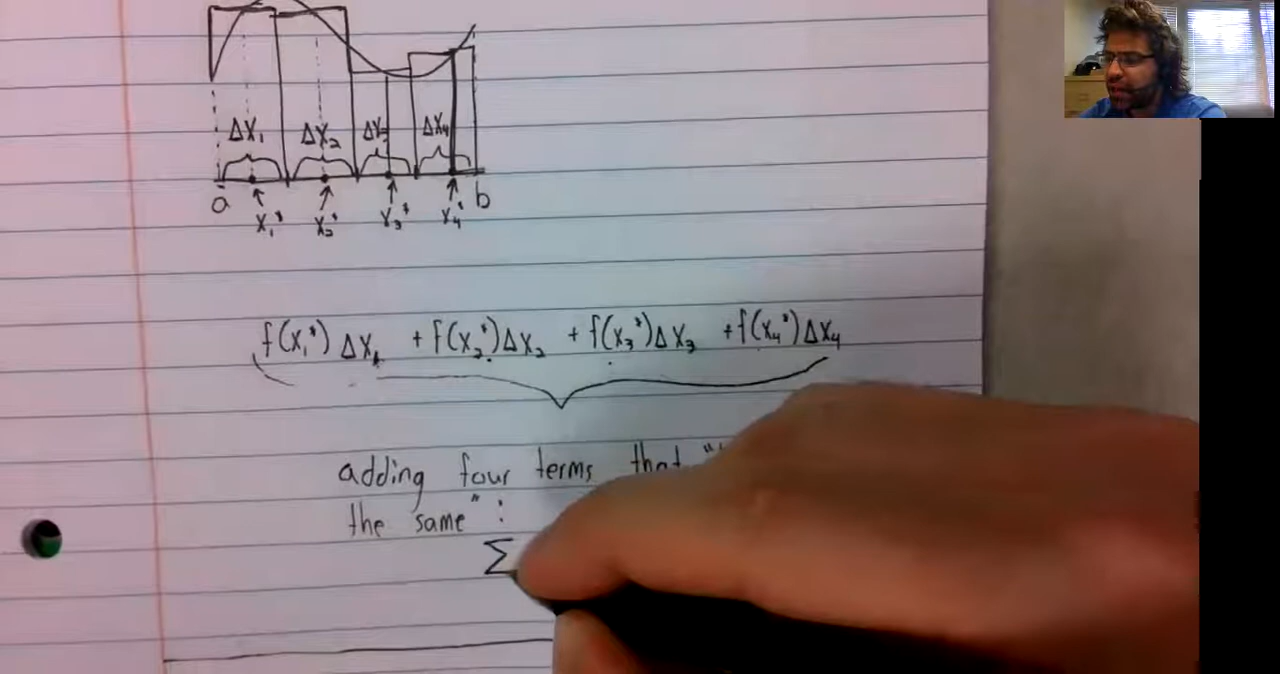 ΔX₁ ΔX₂ ΔX₃ ΔX₄
a b
X₁* X₂* X₃* X₄*
f(X₁*) ΔX₁ + f(X₂*)ΔX₂ + f(X₃*)ΔX₃ + f(X₄*)ΔX₄
adding four terms that "
the same" :
Σ